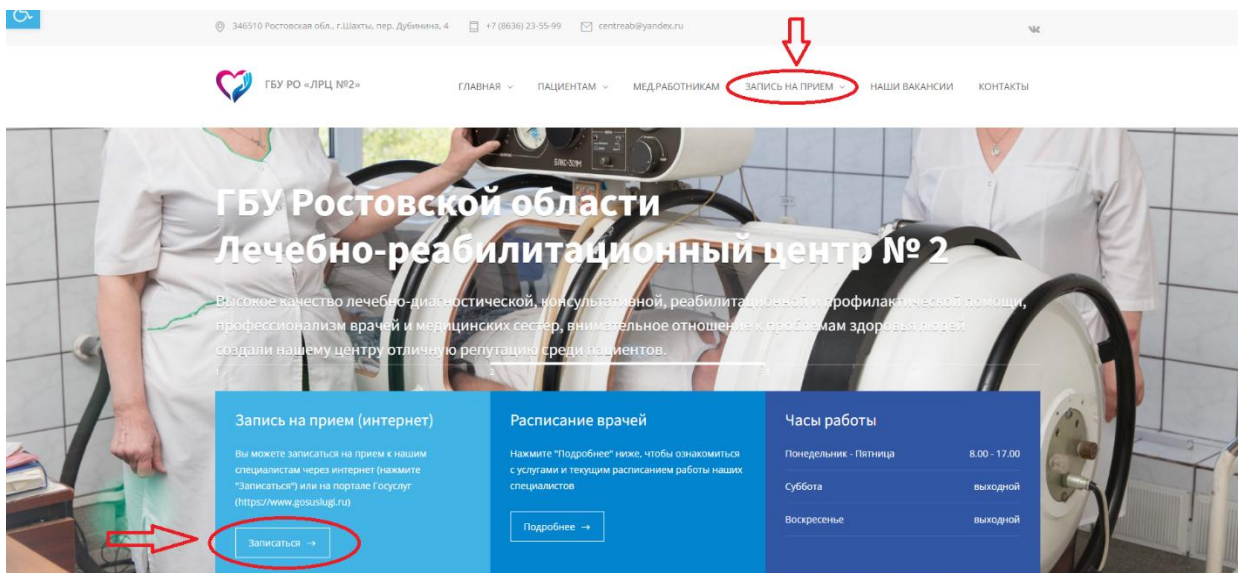 346510 Ростовская обл., г.Шахты, пер. Дубинина, 4 +7 (8636) 23-55-99 centreab@yandex.ru
ГБУ РО «ЛРЦ №2» ГЛАВНАЯ ПАЦИЕНТАМ МЕД.РАБОТНИКАМ ЗАПИСЬ НА ПРИЕМ НАШИ ВАКАНСИИ КОНТАКТЫ
БЛКС-301М
ГБУ Ростовской области
Лечебно-реабилитационный центр № 2
Высокое качество лечебно-диагностической, консультативной, реабилитационной и профилактической помощи,
профессионализм врачей и медицинских сестер, внимательное отношение к проблемам здоровья людей
создали нашему центру отличную репутацию среди пациентов.
1 2 3
Запись на прием (интернет)
Вы можете записаться на прием к нашим
специалистам через интернет (нажмите
"Записаться") или на портале Госуслуг
(https://www.gosuslugi.ru)
Записаться →
Расписание врачей
Нажмите "Подробнее" ниже, чтобы ознакомиться
с услугами и текущим расписанием работы наших
специалистов
Подробнее →
Часы работы
Понедельник - Пятница 8.00 - 17.00
Суббота выходной
Воскресенье выходной